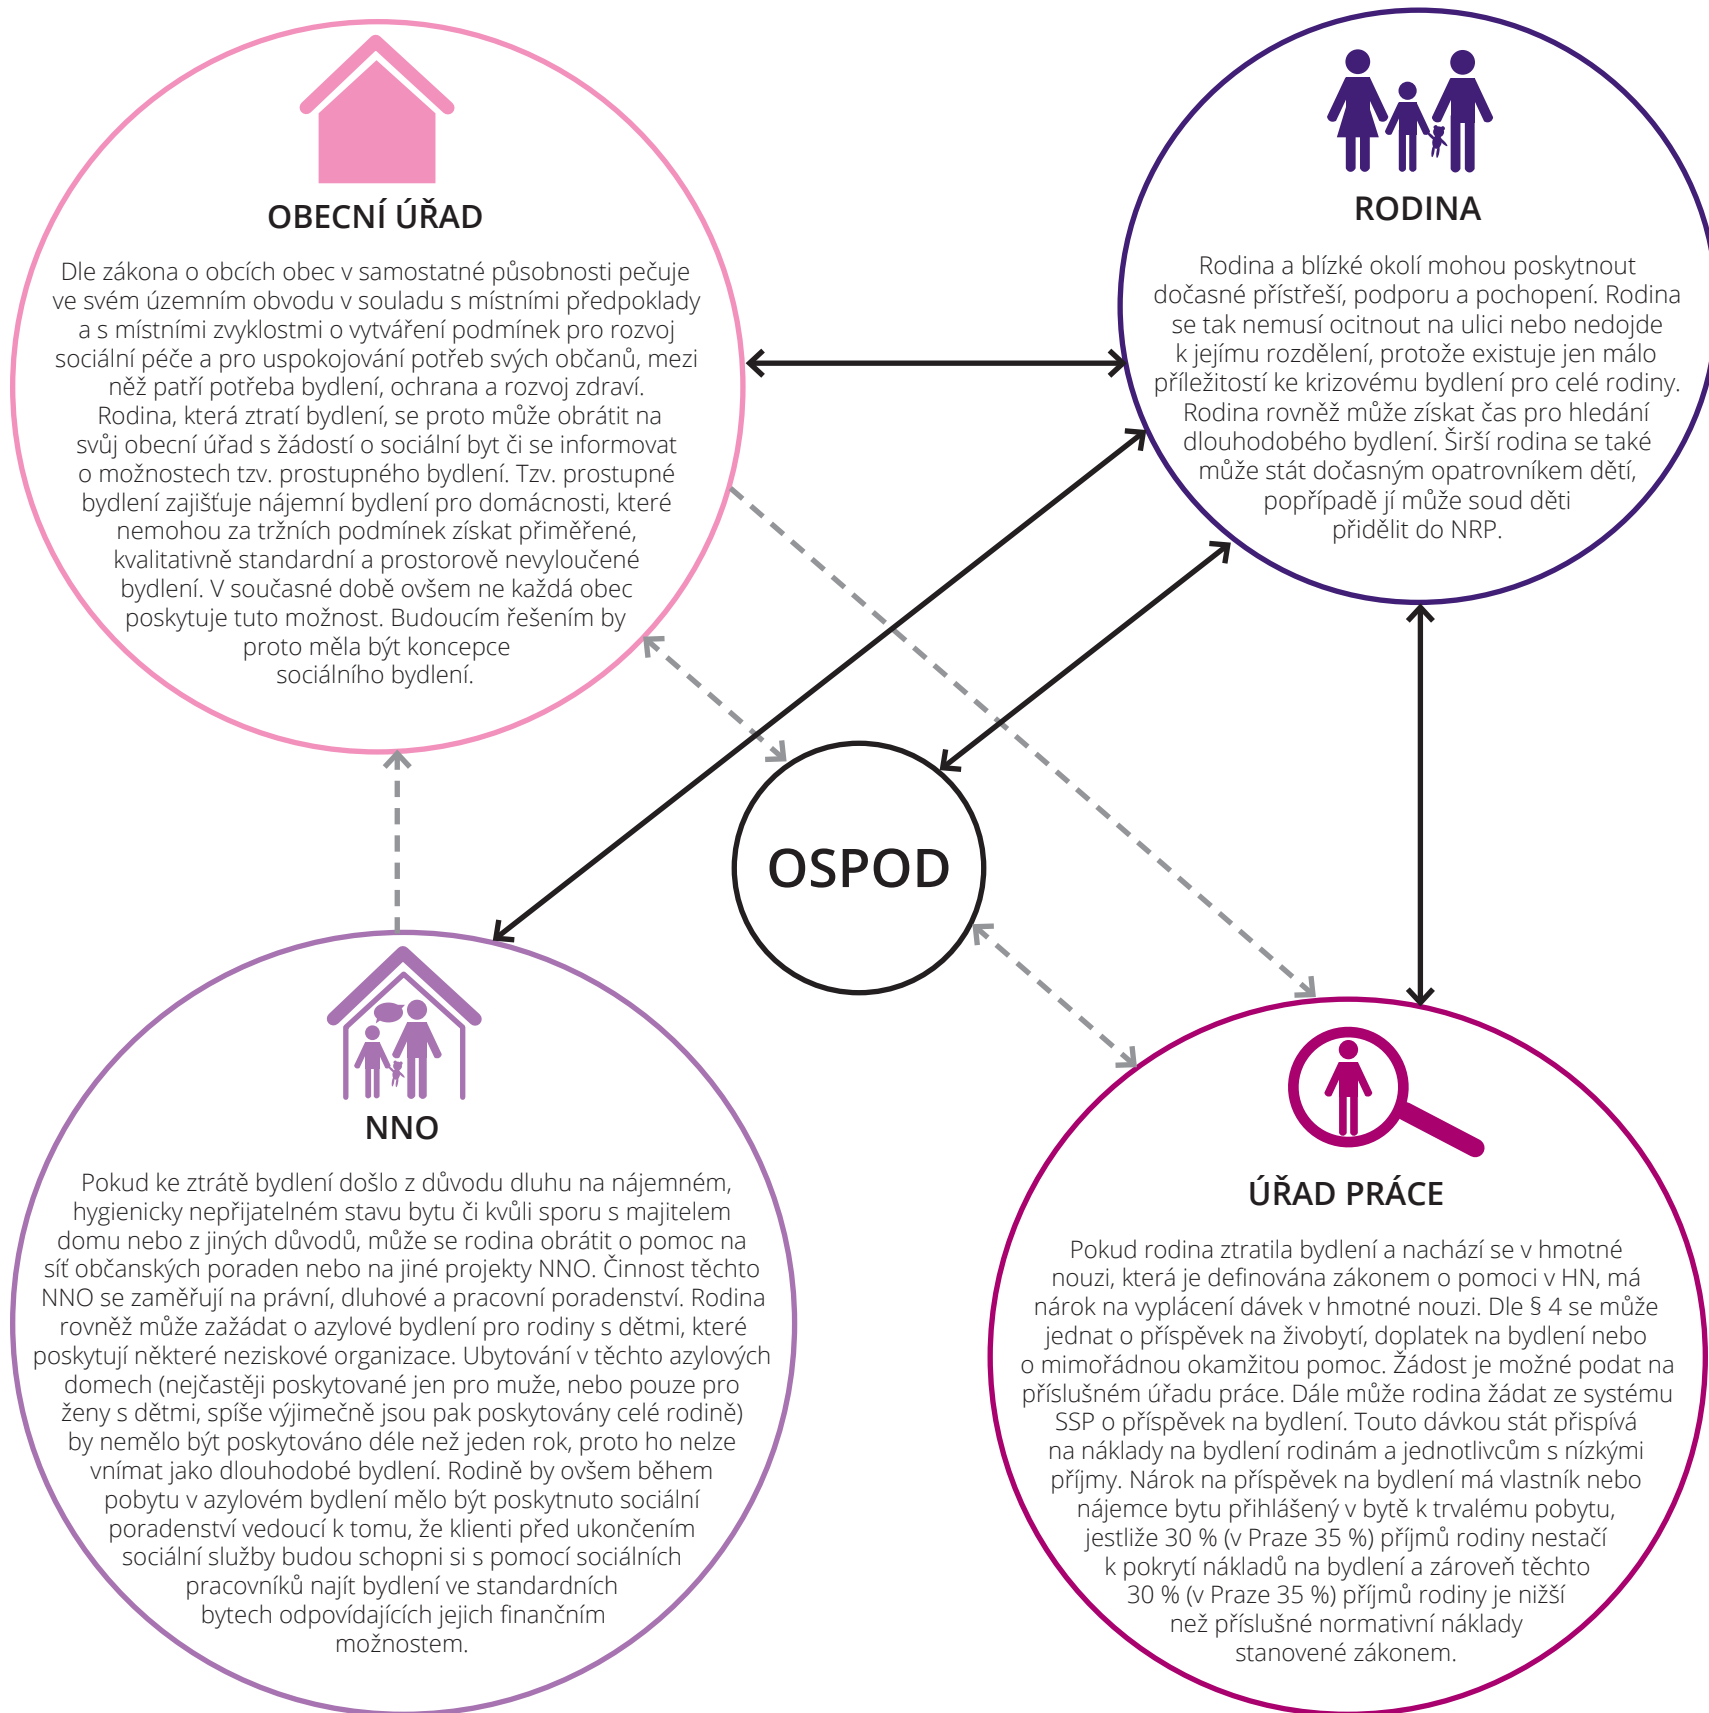 OBECNÍ ÚŘAD
Dle zákona o obcích obec v samostatné působnosti pečuje
ve svém územním obvodu v souladu s místními předpoklady
a s místními zvyklostmi o vytváření podmínek pro rozvoj
sociální péče a pro uspokojování potřeb svých občanů, mezi
něž patří potřeba bydlení, ochrana a rozvoj zdraví.
Rodina, která ztratí bydlení, se proto může obrátit na
svůj obecní úřad s žádostí o sociální byt či se informovat
o možnostech tzv. prostupného bydlení. Tzv. prostupné
bydlení zajišťuje nájemní bydlení pro domácnosti, které
nemohou za tržních podmínek získat přiměřené,
kvalitativně standardní a prostorově nevyloučené
bydlení. V současné době ovšem ne každá obec
poskytuje tuto možnost. Budoucím řešením by
proto měla být koncepce
sociálního bydlení.
RODINA
Rodina a blízké okolí mohou poskytnout
dočasné přístřeší, podporu a pochopení. Rodina
se tak nemusí ocitnout na ulici nebo nedojde
k jejímu rozdělení, protože existuje jen málo
příležitostí ke krizovému bydlení pro celé rodiny.
Rodina rovněž může získat čas pro hledání
dlouhodobého bydlení. Širší rodina se také
může stát dočasným opatrovníkem dětí,
popřípadě jí může soud děti
přidělit do NRP.
OSPOD
NNO
Pokud ke ztrátě bydlení došlo z důvodu dluhu na nájemném,
hygienicky nepřijatelném stavu bytu či kvůli sporu s majitelem
domu nebo z jiných důvodů, může se rodina obrátit o pomoc na
síť občanských poraden nebo na jiné projekty NNO. Činnost těchto
NNO se zaměřují na právní, dluhové a pracovní poradenství. Rodina
rovněž může zažádat o azylové bydlení pro rodiny s dětmi, které
poskytují některé neziskové organizace. Ubytování v těchto azylových
domech (nejčastěji poskytované jen pro muže, nebo pouze pro
ženy s dětmi, spíše výjimečně jsou pak poskytovány celé rodině)
by nemělo být poskytováno déle než jeden rok, proto ho nelze
vnímat jako dlouhodobé bydlení. Rodině by ovšem během
pobytu v azylovém bydlení mělo být poskytnuto sociální
poradenství vedoucí k tomu, že klienti před ukončením
sociální služby budou schopni si s pomocí sociálních
pracovníků najít bydlení ve standardních
bytech odpovídajících jejich finančním
možnostem.
ÚŘAD PRÁCE
Pokud rodina ztratila bydlení a nachází se v hmotné
nouzi, která je definována zákonem o pomoci v HN, má
nárok na vyplácení dávek v hmotné nouzi. Dle § 4 se může
jednat o příspěvek na živobytí, doplatek na bydlení nebo
o mimořádnou okamžitou pomoc. Žádost je možné podat na
příslušném úřadu práce. Dále může rodina žádat ze systému
SSP o příspěvek na bydlení. Touto dávkou stát přispívá
na náklady na bydlení rodinám a jednotlivcům s nízkými
příjmy. Nárok na příspěvek na bydlení má vlastník nebo
nájemce bytu přihlášený v bytě k trvalému pobytu,
jestliže 30 % (v Praze 35 %) příjmů rodiny nestačí
k pokrytí nákladů na bydlení a zároveň těchto
30 % (v Praze 35 %) příjmů rodiny je nižší
než příslušné normativní náklady
stanovené zákonem.